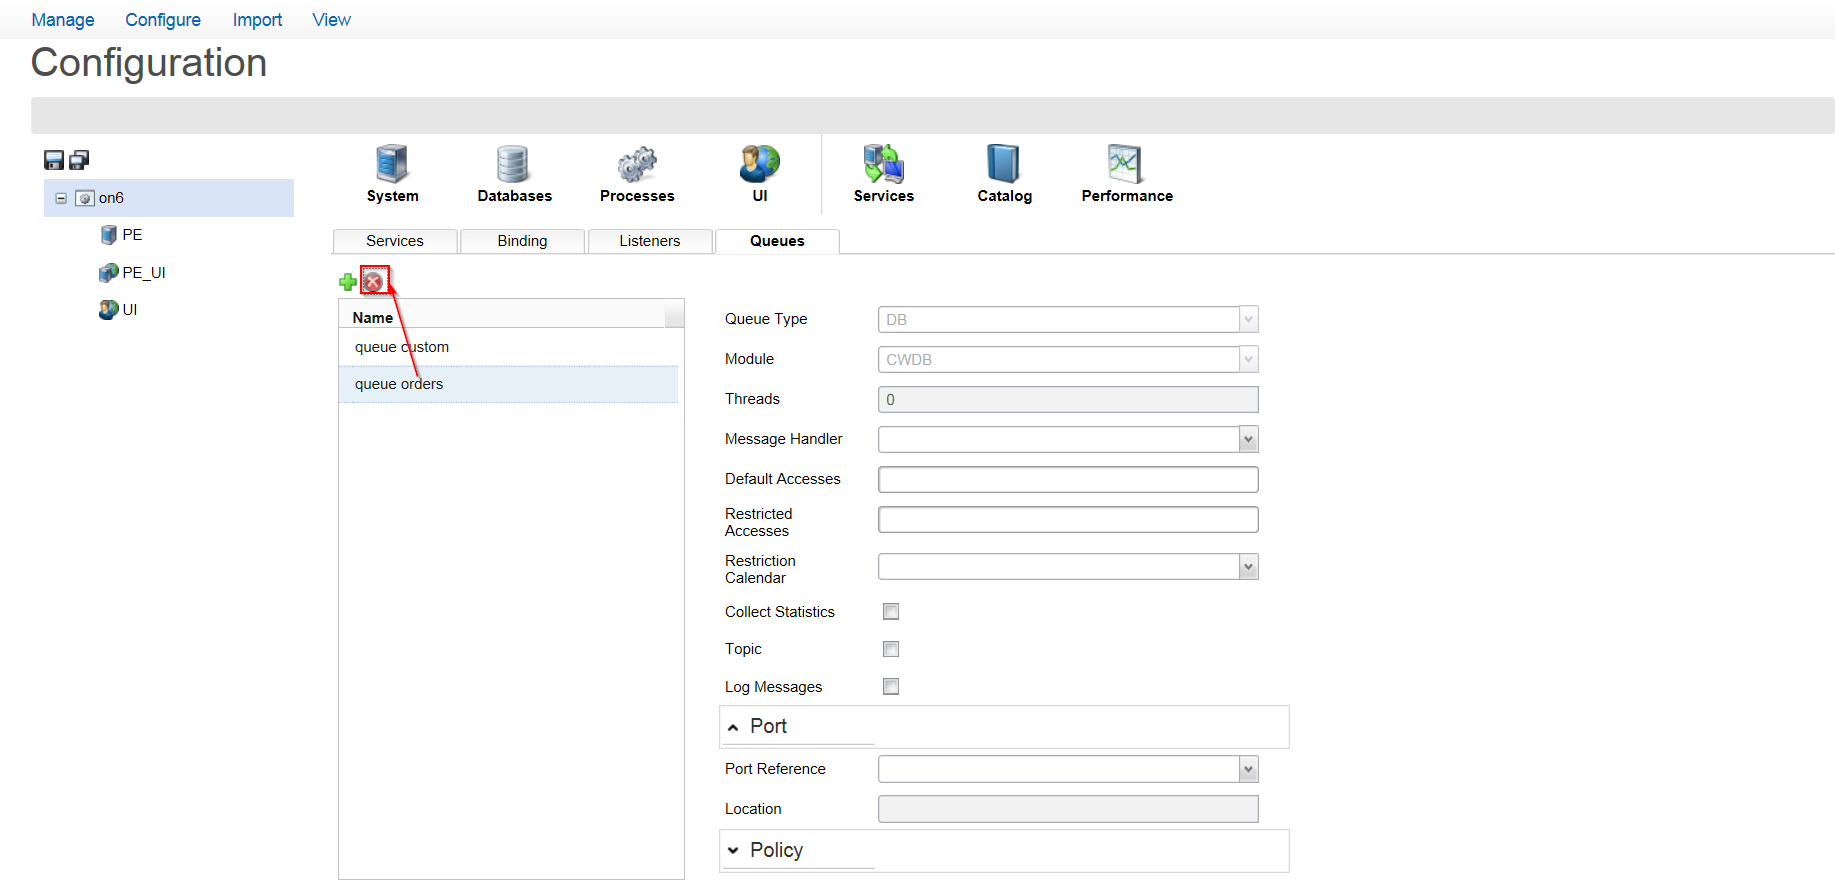 Manage Configure Import View
Configuration
System Databases Processes UI Services Catalog Performance
on6
PE
PE_UI
UI
Services Binding Listeners Queues
Name
queue custom
queue orders
Queue Type DB
Module CWDB
Threads 0
Message Handler
Default Accesses
Restricted
Accesses
Restriction
Calendar
Collect Statistics
Topic
Log Messages
Port
Port Reference
Location
Policy